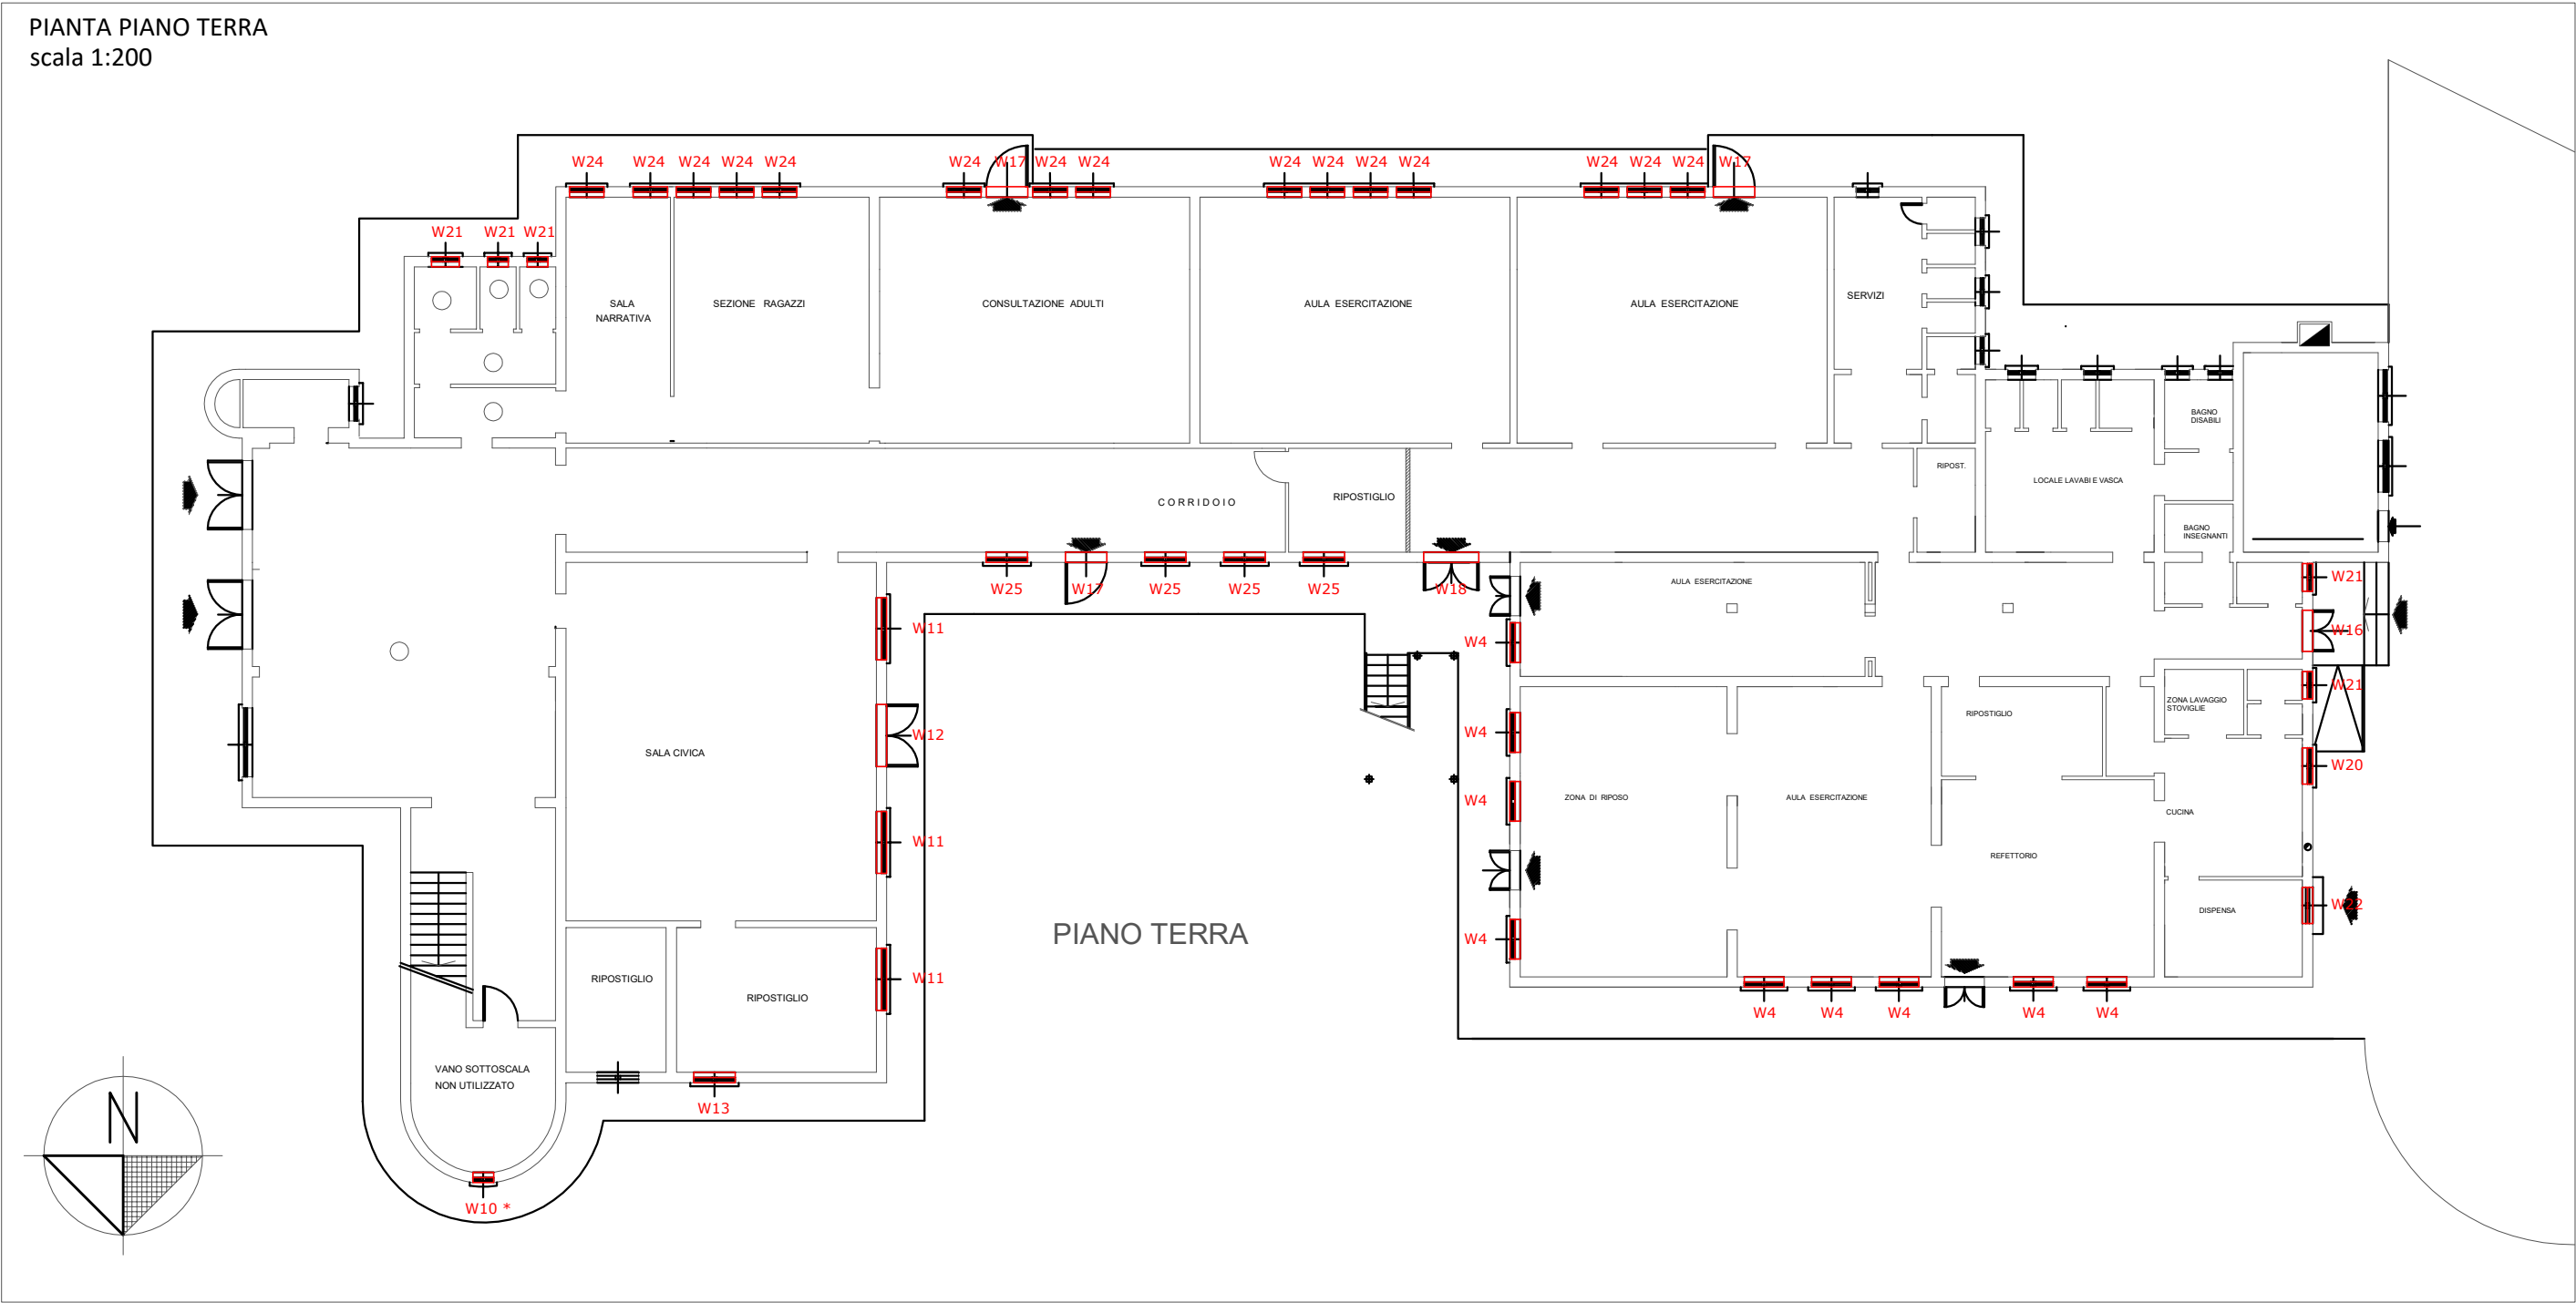 PIANTA PIANO TERRA
scala 1:200
W24 W24 W24 W24 W24 W24 W17 W24 W24 W24 W24 W24 W24 W24 W24 W24 W17
W21 W21 W21
SALA
NARRATIVA
SEZIONE RAGAZZI
CONSULTAZIONE ADULTI
AULA ESERCITAZIONE
AULA ESERCITAZIONE
SERVIZI
BAGNO
DISABILI
RIPOST.
LOCALE LAVABI E VASCA
CORRIDOIO
RIPOSTIGLIO
BAGNO
INSEGNANTI
W25 W17 W25 W25 W25 W18
AULA ESERCITAZIONE
W21
W11
W4
W16
W21
ZONA LAVAGGIO
STOVIGLIE
RIPOSTIGLIO
W12
W4
SALA CIVICA
W20
W4
ZONA DI RIPOSO
AULA ESERCITAZIONE
CUCINA
W11
REFETTORIO
W22
DISPENSA
PIANO TERRA
W4
RIPOSTIGLIO
W11
RIPOSTIGLIO
W4 W4 W4 W4 W4
VANO SOTTOSCALA
NON UTILIZZATO
W13
N
W10 *